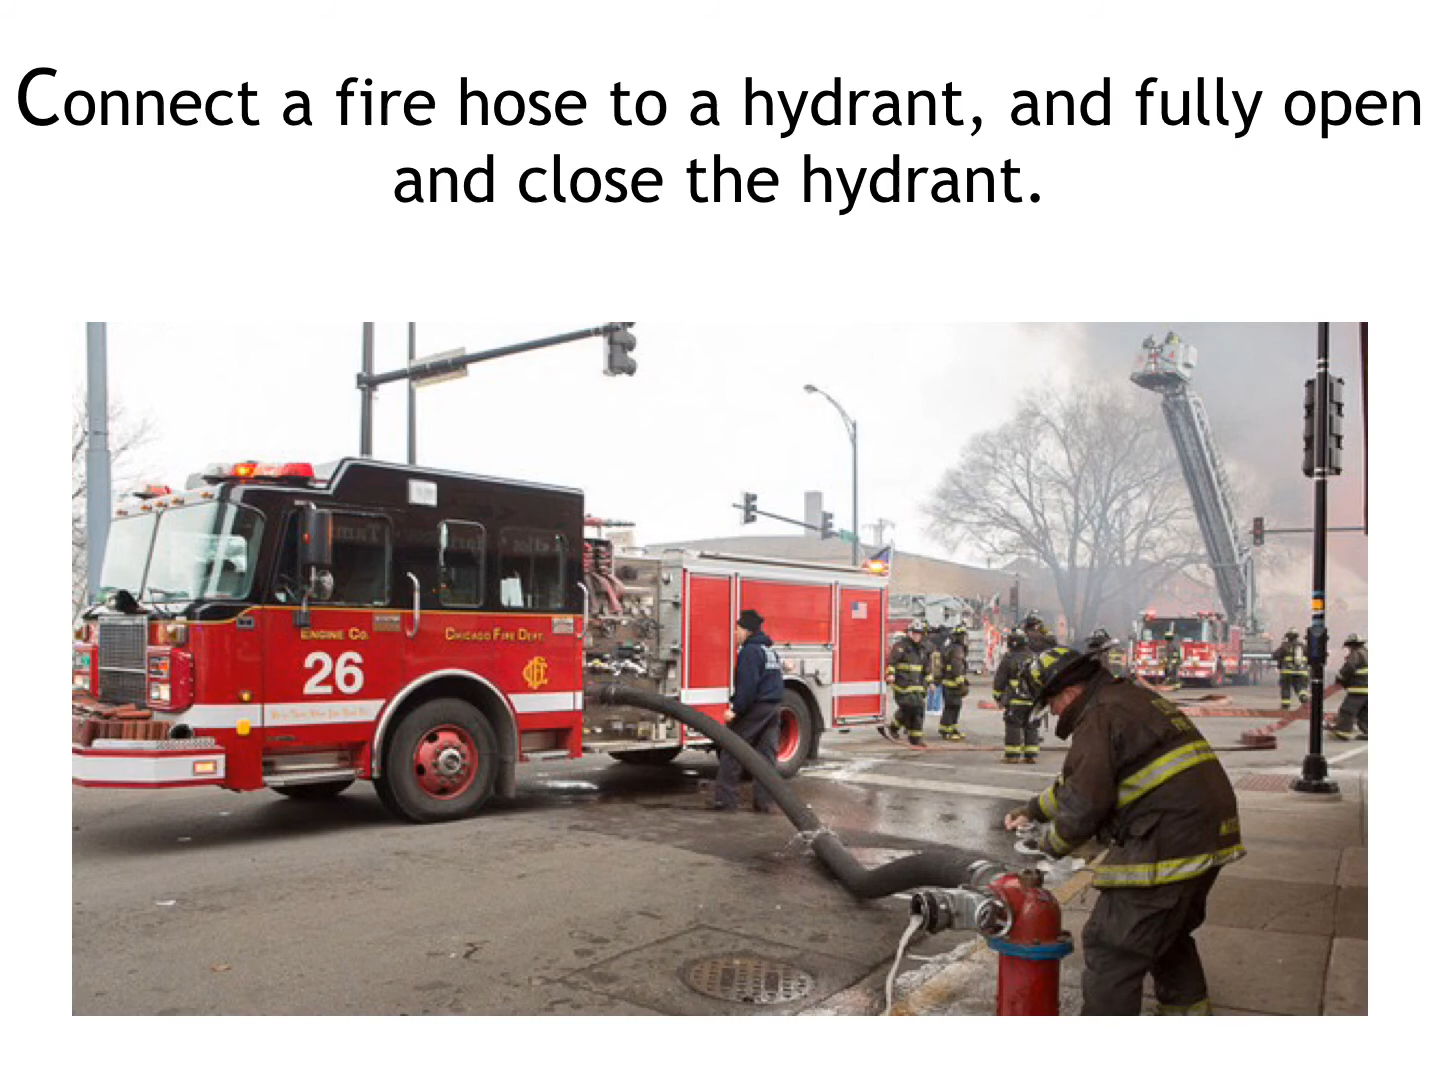 Connect a fire hose to a hydrant, and fully open
and close the hydrant.
ENGINE CO.
26
CHICAGO FIRE DEPT.